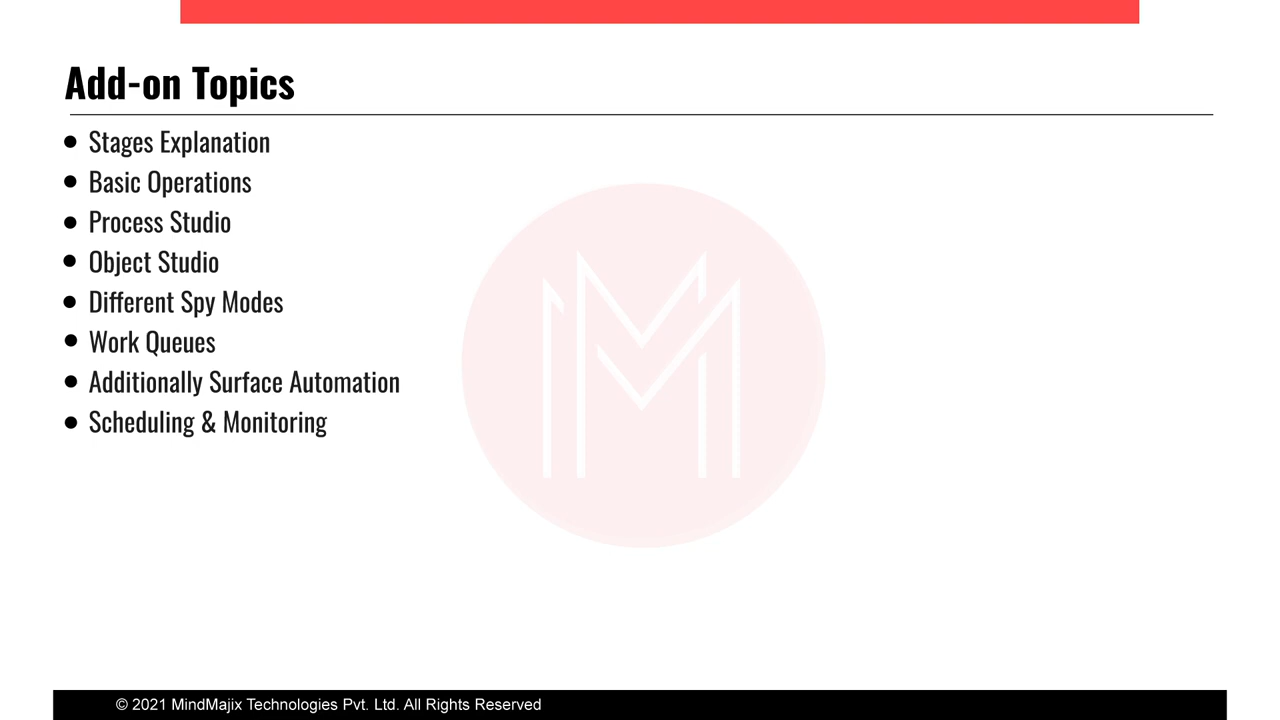 Add-on Topics
Stages Explanation
Basic Operations
Process Studio
Object Studio
Different Spy Modes
Work Queues
Additionally Surface Automation
Scheduling & Monitoring
© 2021 MindMajix Technologies Pvt. Ltd. All Rights Reserved